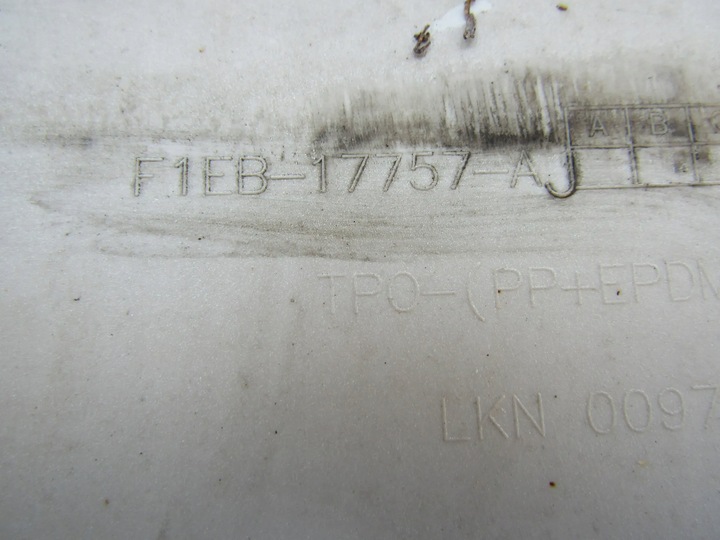 F1EB-17757-AJ A B
TPO-(PP+EPDM
LKN 0097